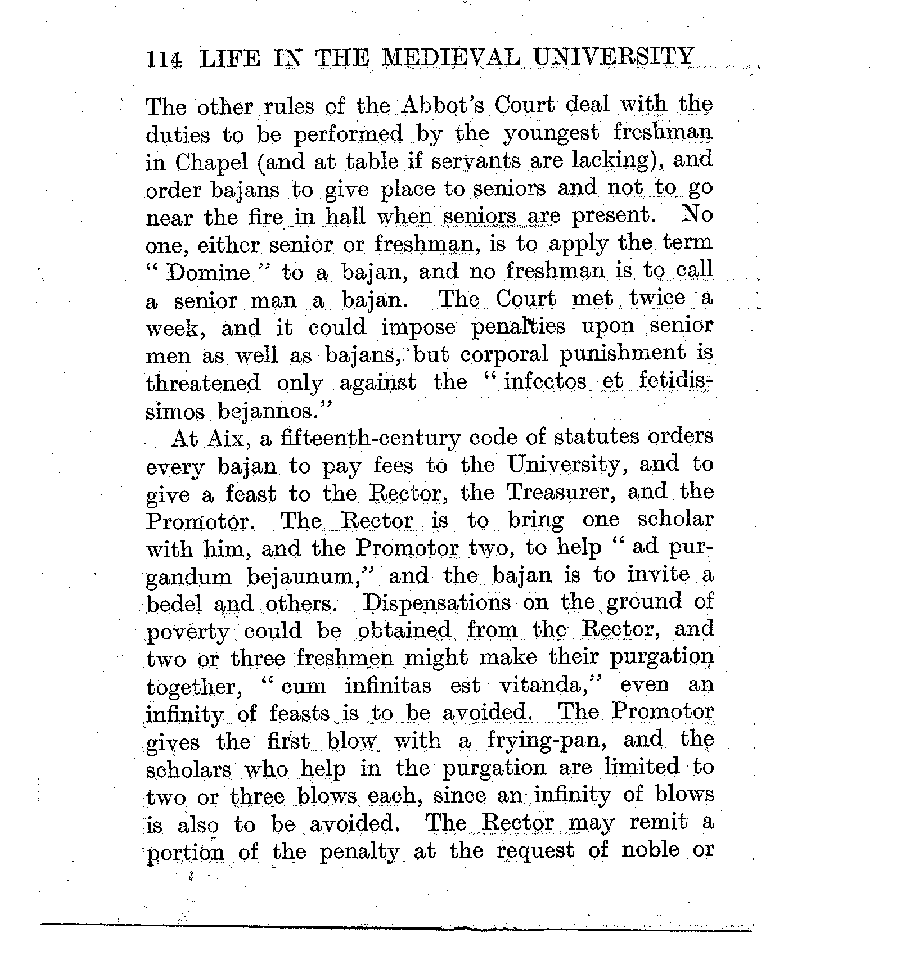 114 LIFE IN THE MEDIEVAL UNIVERSITY
The other rules of the Abbot's Court deal with the
duties to be performed by the youngest freshman
in Chapel (and at table if servants are lacking), and
order bajans to give place to seniors and not to go
near the fire in hall when seniors are present. No
one, either senior or freshman, is to apply the term
“ Domine ” to a bajan, and no freshman is to call
a senior man a bajan. The Court met twice a
week, and it could impose penalties upon senior
men as well as bajans, but corporal punishment is
threatened only against the “ infectos et fetidis-
simos bejannos.”
At Aix, a fifteenth-century code of statutes orders
every bajan to pay fees to the University, and to
give a feast to the Rector, the Treasurer, and the
Promotor. The Rector is to bring one scholar
with him, and the Promotor two, to help “ ad pur-
gandum bejaunum,” and the bajan is to invite a
bedel and others. Dispensations on the ground of
poverty could be obtained from the Rector, and
two or three freshmen might make their purgation
together, “ cum infinitas est vitanda,” even an
infinity of feasts is to be avoided. The Promotor
gives the first blow with a frying-pan, and the
scholars who help in the purgation are limited to
two or three blows each, since an infinity of blows
is also to be avoided. The Rector may remit a
portion of the penalty at the request of noble or